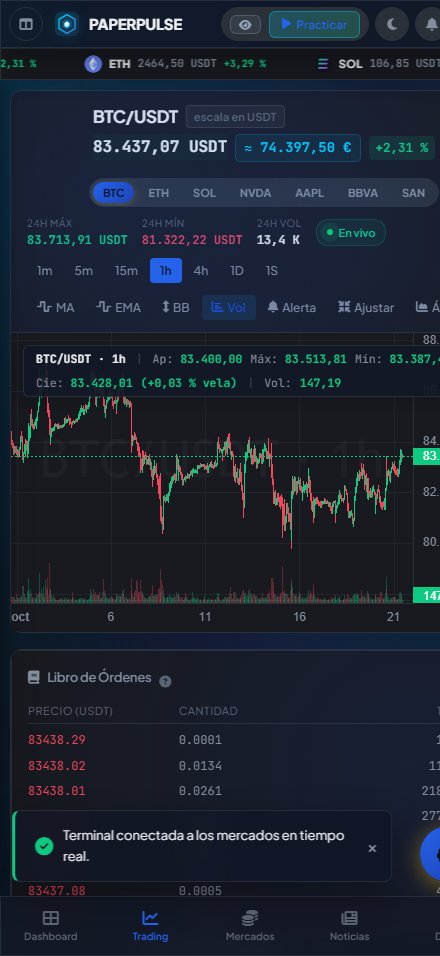 PAPERPULSE
Practicar
2,31 % ETH 2464,50 USDT +3,29 % SOL 106,85 USDT
BTC/USDT escala en USDT
83.437,07 USDT ≈ 74.397,50 € +2,31 %
BTC ETH SOL NVDA AAPL BBVA SAN
24H MÁX 24H MÍN 24H VOL
83.713,91 USDT 81.322,22 USDT 13,4 K En vivo
1m 5m 15m 1h 4h 1D 1S
MA EMA BB Vol Alerta Ajustar
BTC/USDT · 1h | Ap: 83.400,00 Máx: 83.513,81 Mín: 83.387,
Cie: 83.428,01 (+0,03 % vela) | Vol: 147,19
88.
84.
83.
82.
80.
147
oct 6 11 16 21
Libro de Órdenes ?
PRECIO (USDT) CANTIDAD
83438.29 0.0001
83438.02 0.0134
83438.01 0.0261
Terminal conectada a los mercados en tiempo
real.
83437.08 0.0005
Dashboard Trading Mercados Noticias